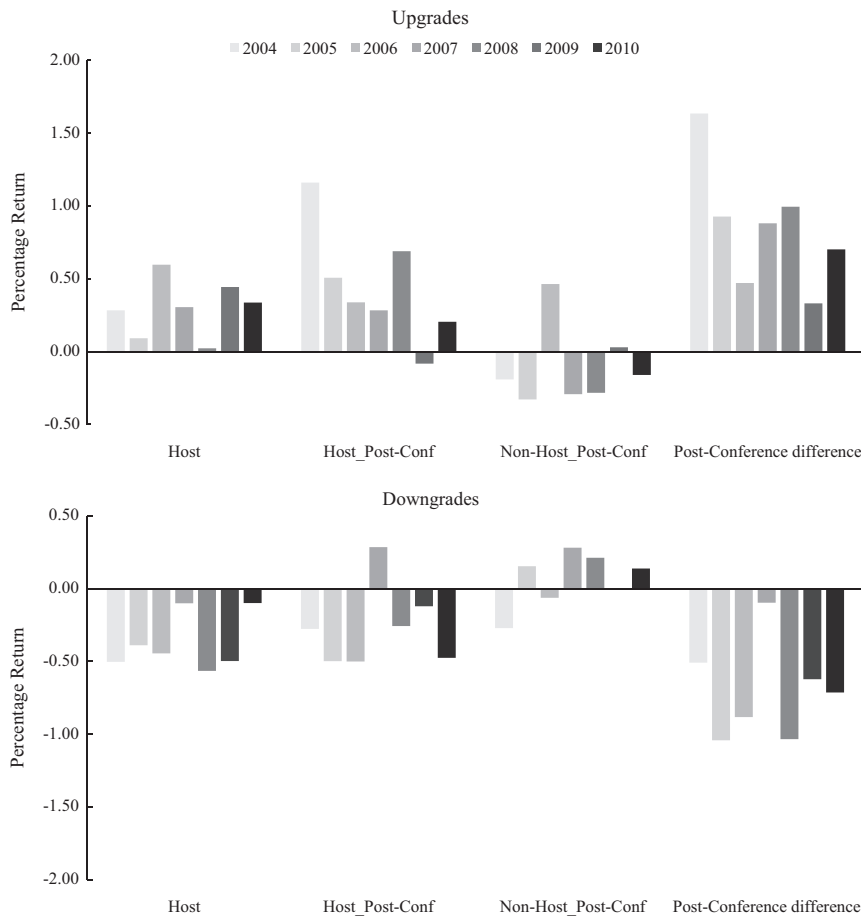 Upgrades
2004 2005 2006 2007 2008 2009 2010
Percentage Return
2.00
1.50
1.00
0.50
0.00
-0.50
Host Host_Post-Conf Non-Host_Post-Conf Post-Conference difference
Downgrades
Percentage Return
0.50
0.00
-0.50
-1.00
-1.50
-2.00
Host Host_Post-Conf Non-Host_Post-Conf Post-Conference difference